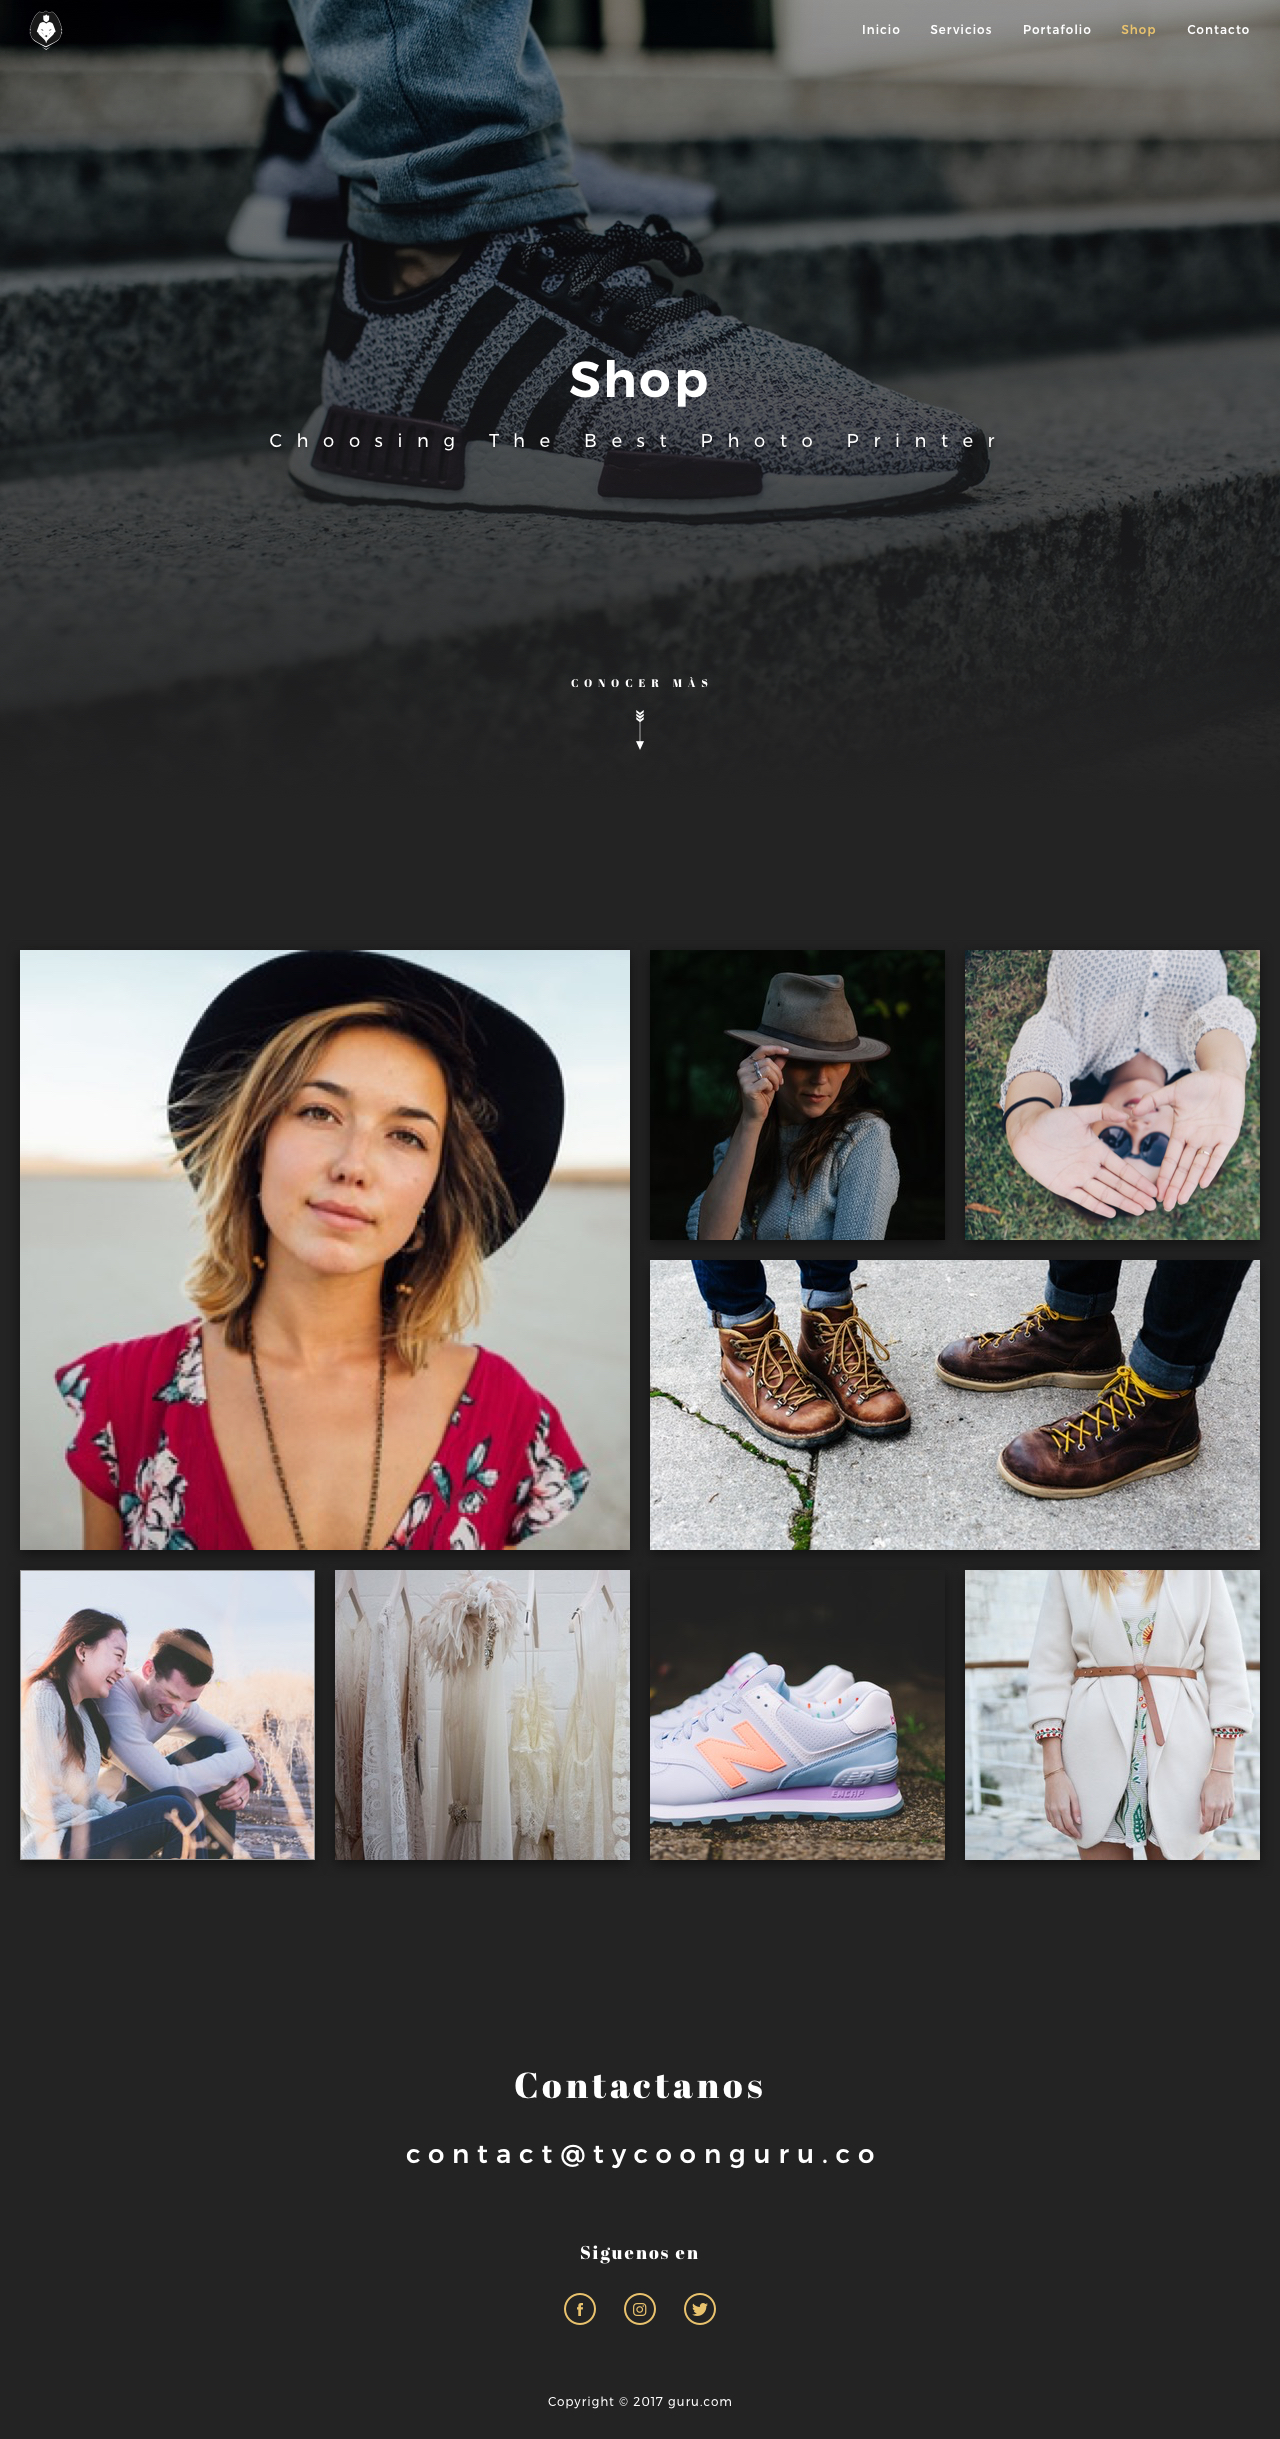 Inicio Servicios Portafolio Shop Contacto
Shop
Choosing The Best Photo Printer
CONOCER MÀS
N
ENCAP
Contactanos
contact@tycoonguru.co
Siguenos en
Copyright © 2017 guru.com